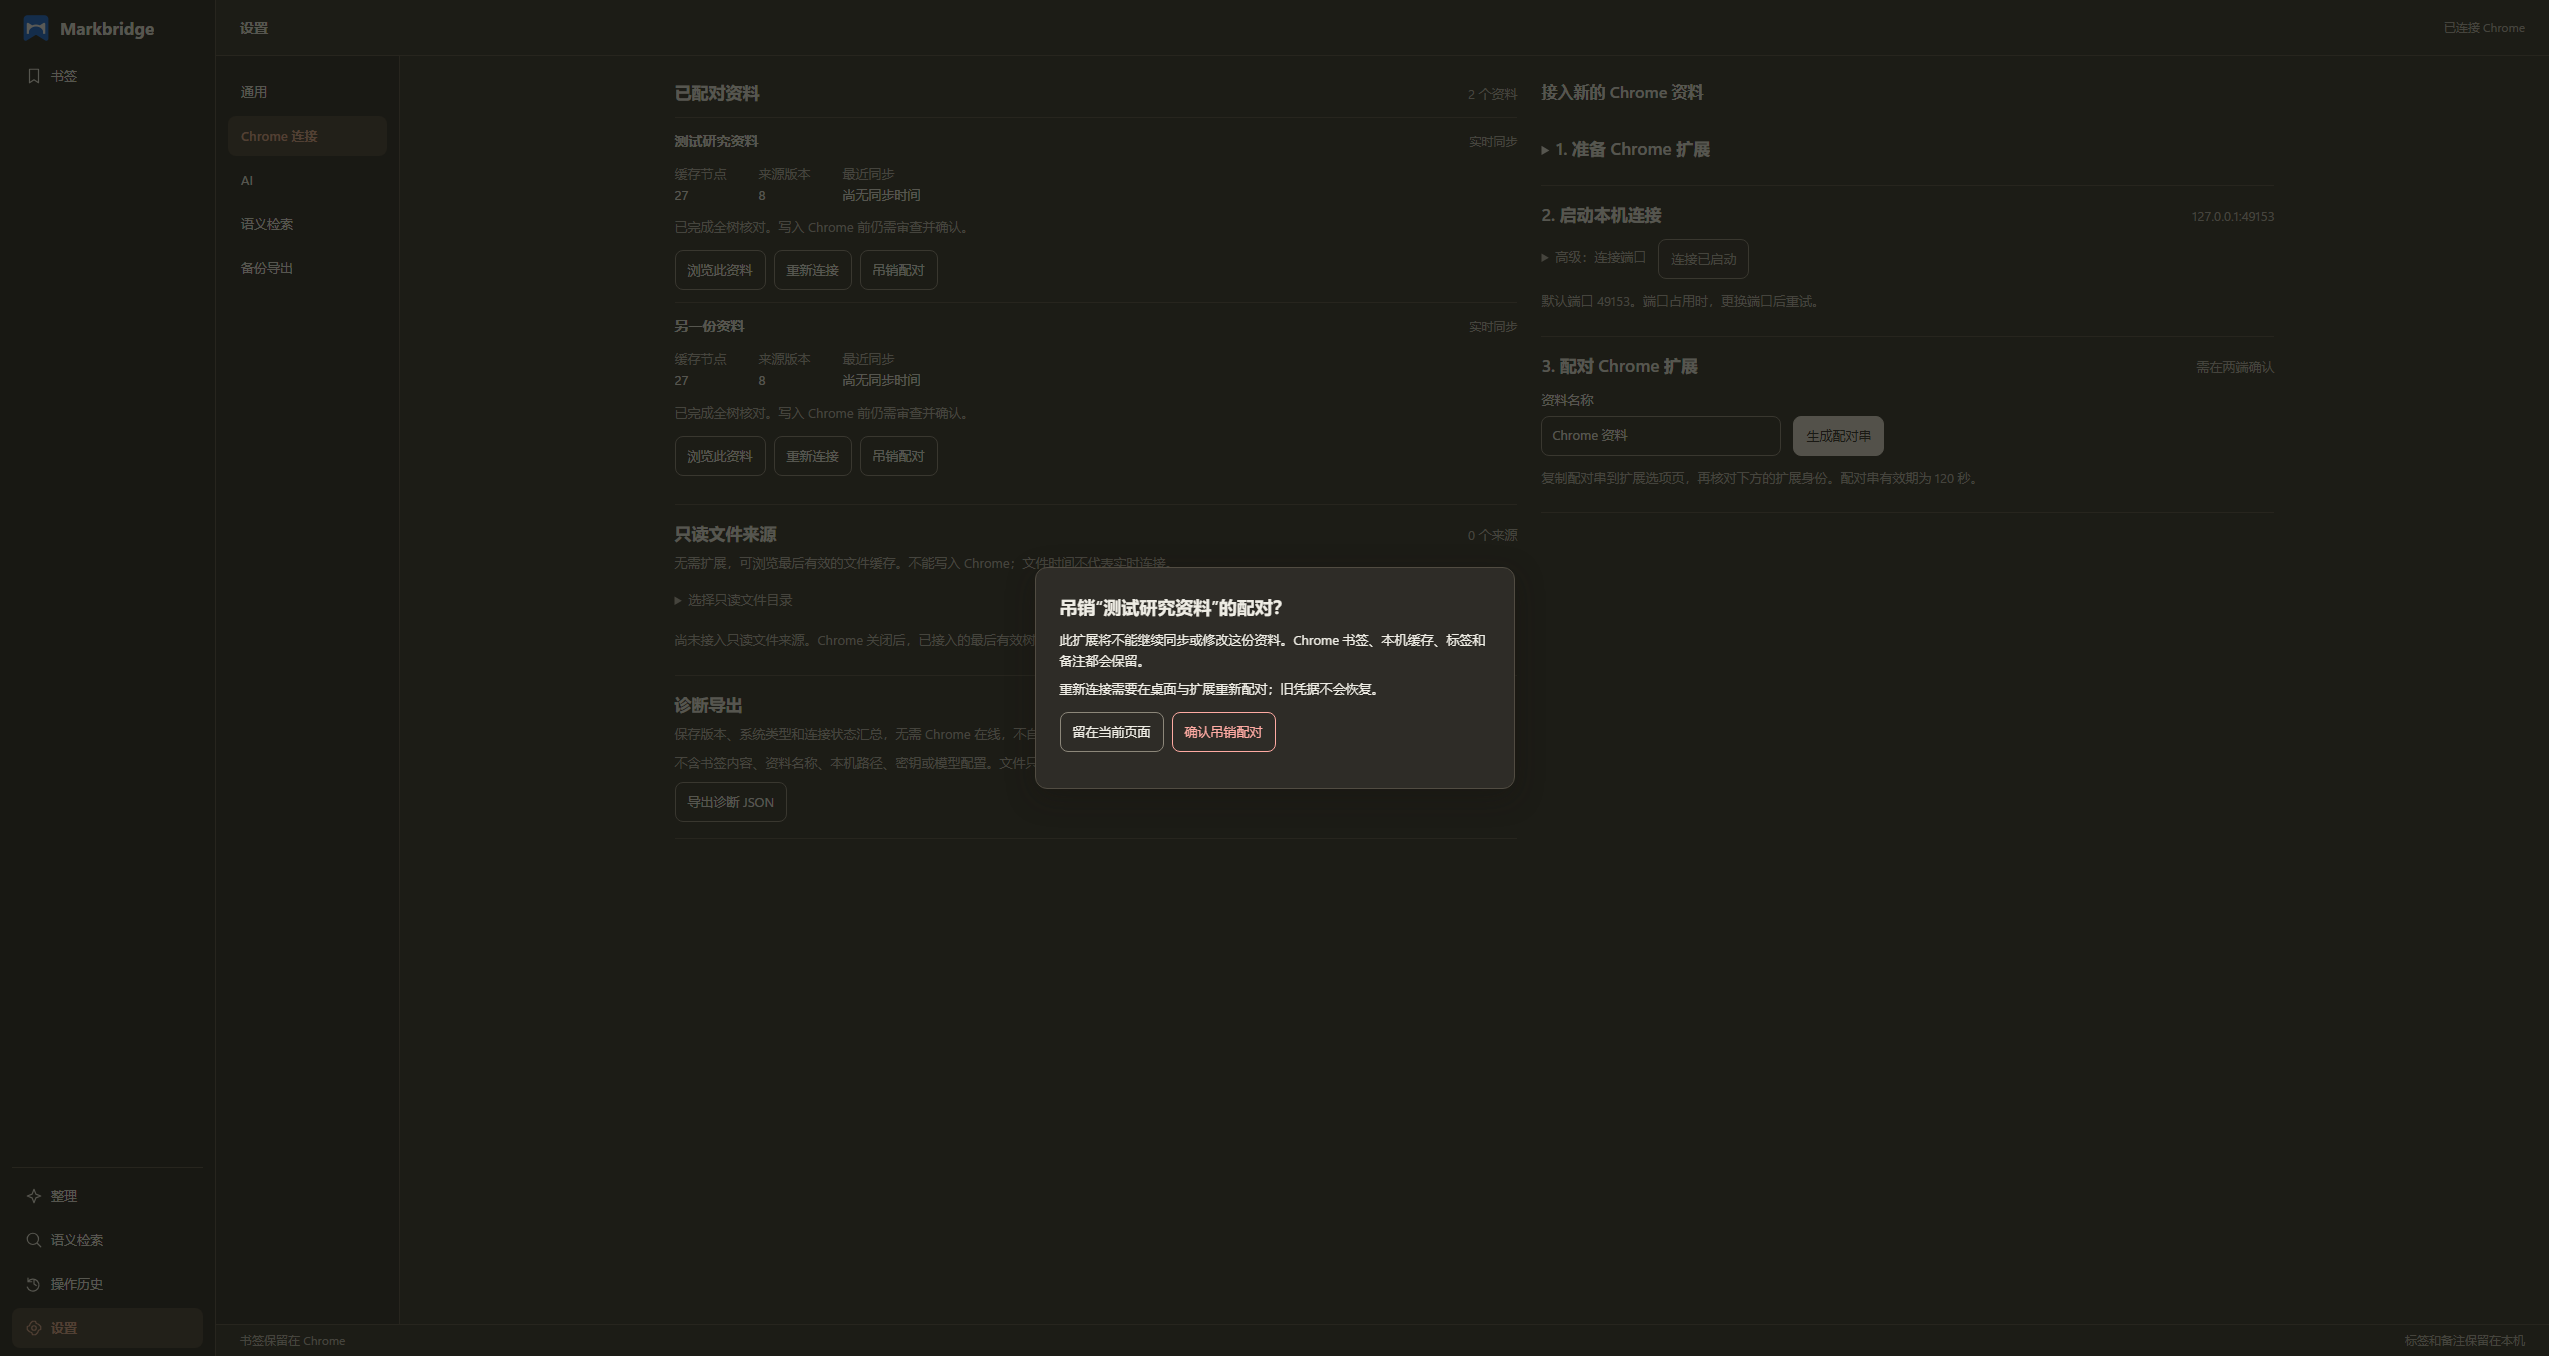 Markbridge
书签
整理
语义检索
操作历史
设置
设置
已连接 Chrome
通用
Chrome 连接
AI
语义检索
备份导出
已配对资料
2 个资料
测试研究资料
实时同步
缓存节点 来源版本 最近同步
27 8 尚无同步时间
已完成全树核对。写入 Chrome 前仍需审查并确认。
浏览此资料 重新连接 吊销配对
另一份资料
实时同步
缓存节点 来源版本 最近同步
27 8 尚无同步时间
已完成全树核对。写入 Chrome 前仍需审查并确认。
浏览此资料 重新连接 吊销配对
只读文件来源
0 个来源
无需扩展，可浏览最后有效的文件缓存。不能写入 Chrome；文件时间不代表实时连接。
选择只读文件目录
尚未接入只读文件来源。Chrome 关闭后，已接入的最后有效树
诊断导出
保存版本、系统类型和连接状态汇总，无需 Chrome 在线，不自
不含书签内容、资料名称、本机路径、密钥或模型配置。文件只
导出诊断 JSON
接入新的 Chrome 资料
1. 准备 Chrome 扩展
2. 启动本机连接
127.0.0.1:49153
高级：连接端口 连接已启动
默认端口 49153。端口占用时，更换端口后重试。
3. 配对 Chrome 扩展
需在两端确认
资料名称
Chrome 资料 生成配对串
复制配对串到扩展选项页，再核对下方的扩展身份。配对串有效期为 120 秒。
吊销“测试研究资料”的配对？
此扩展将不能继续同步或修改这份资料。Chrome 书签、本机缓存、标签和
备注都会保留。
重新连接需要在桌面与扩展重新配对；旧凭据不会恢复。
留在当前页面 确认吊销配对
书签保留在 Chrome
标签和备注保留在本机